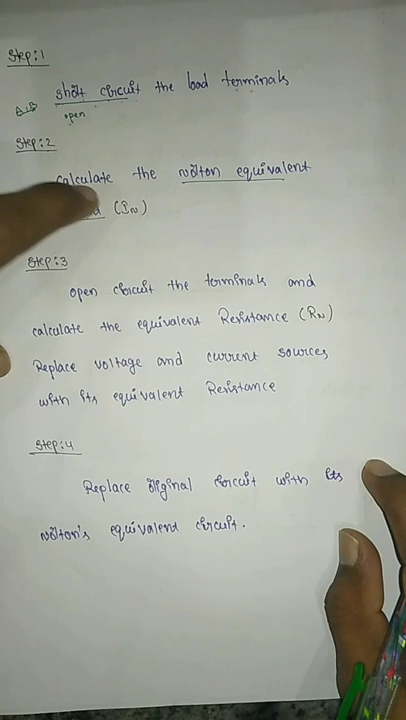 Step:1
short circuit the load terminals
A-B open
Step:2
calculate the nolton equivalent
(IN)
Step:3
open circuit the terminals and
calculate the equivalent Resistance (RN)
Replace voltage and current sources
with its equivalent Resistance
Step:4
Replace original circuit with its
nolton's equivalent circuit.